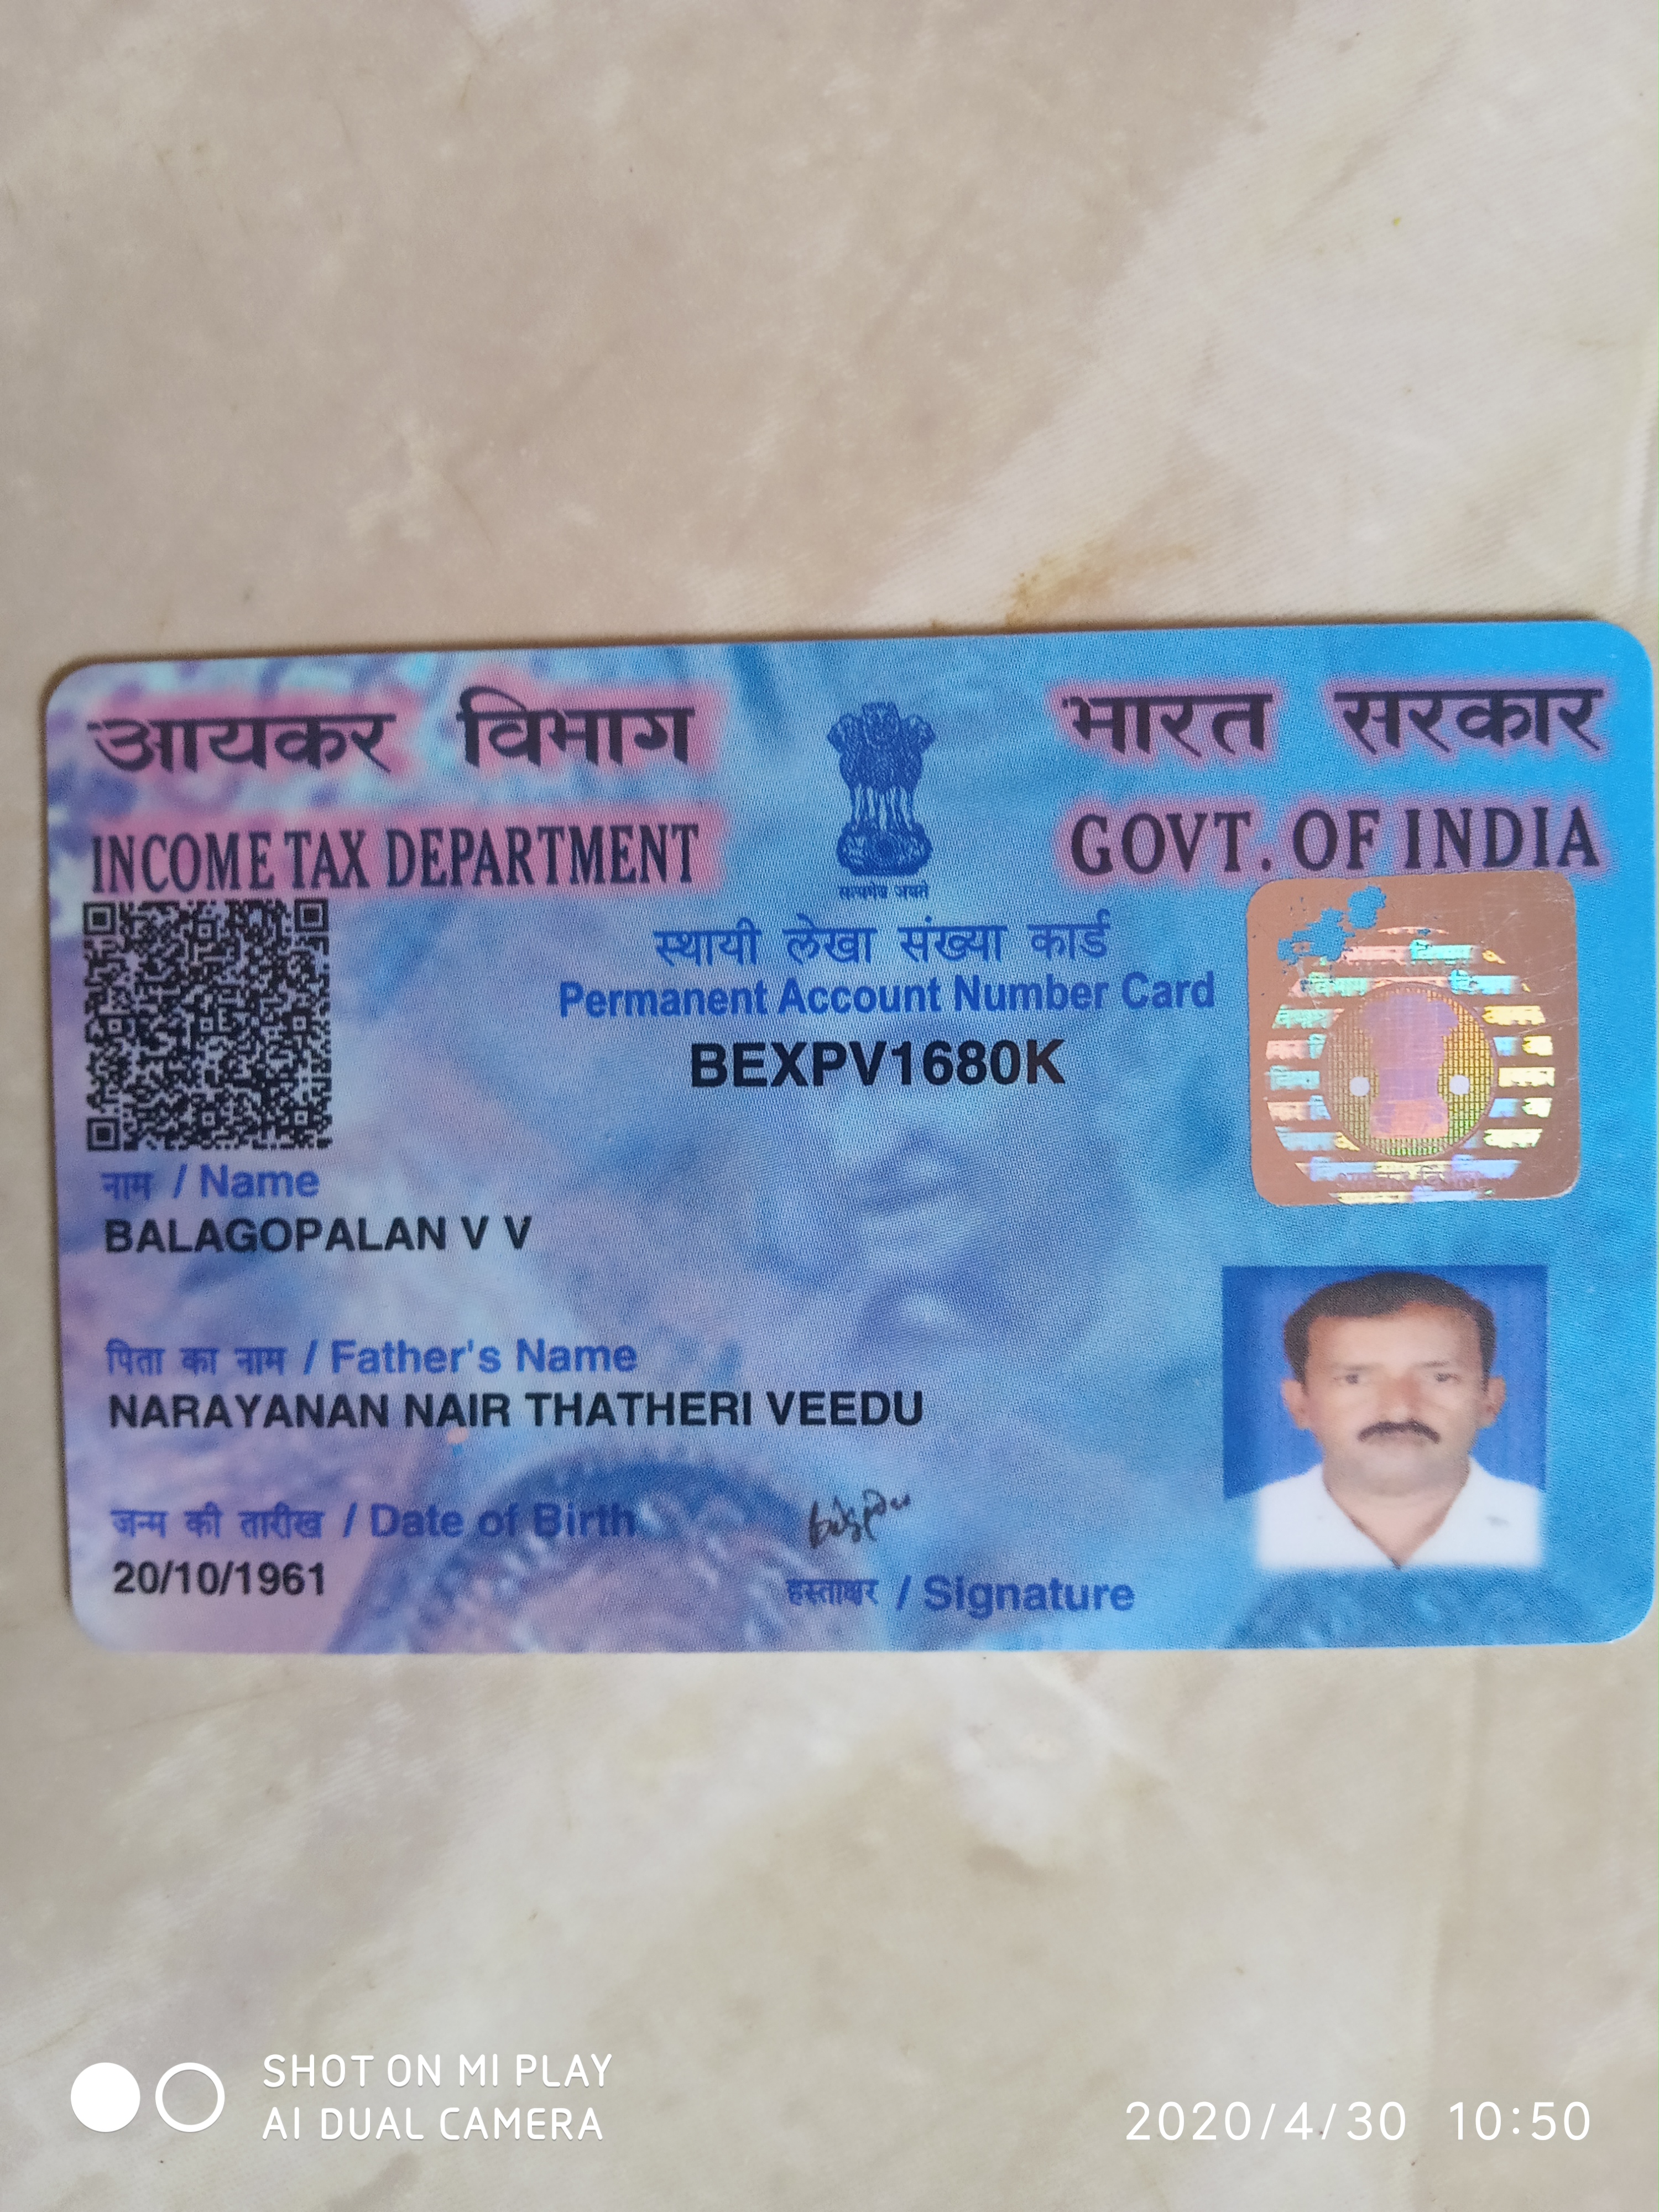 आयकर विभाग
INCOME TAX DEPARTMENT
भारत सरकार
GOVT. OF INDIA
सत्यमेव जयते
स्थायी लेखा संख्या कार्ड
Permanent Account Number Card
BEXPV1680K
नाम / Name
BALAGOPALAN V V
पिता का नाम / Father's Name
NARAYANAN NAIR THATHERI VEEDU
जन्म की तारीख / Date of Birth
20/10/1961
हस्ताक्षर / Signature
SHOT ON MI PLAY
AI DUAL CAMERA
2020/4/30 10:50